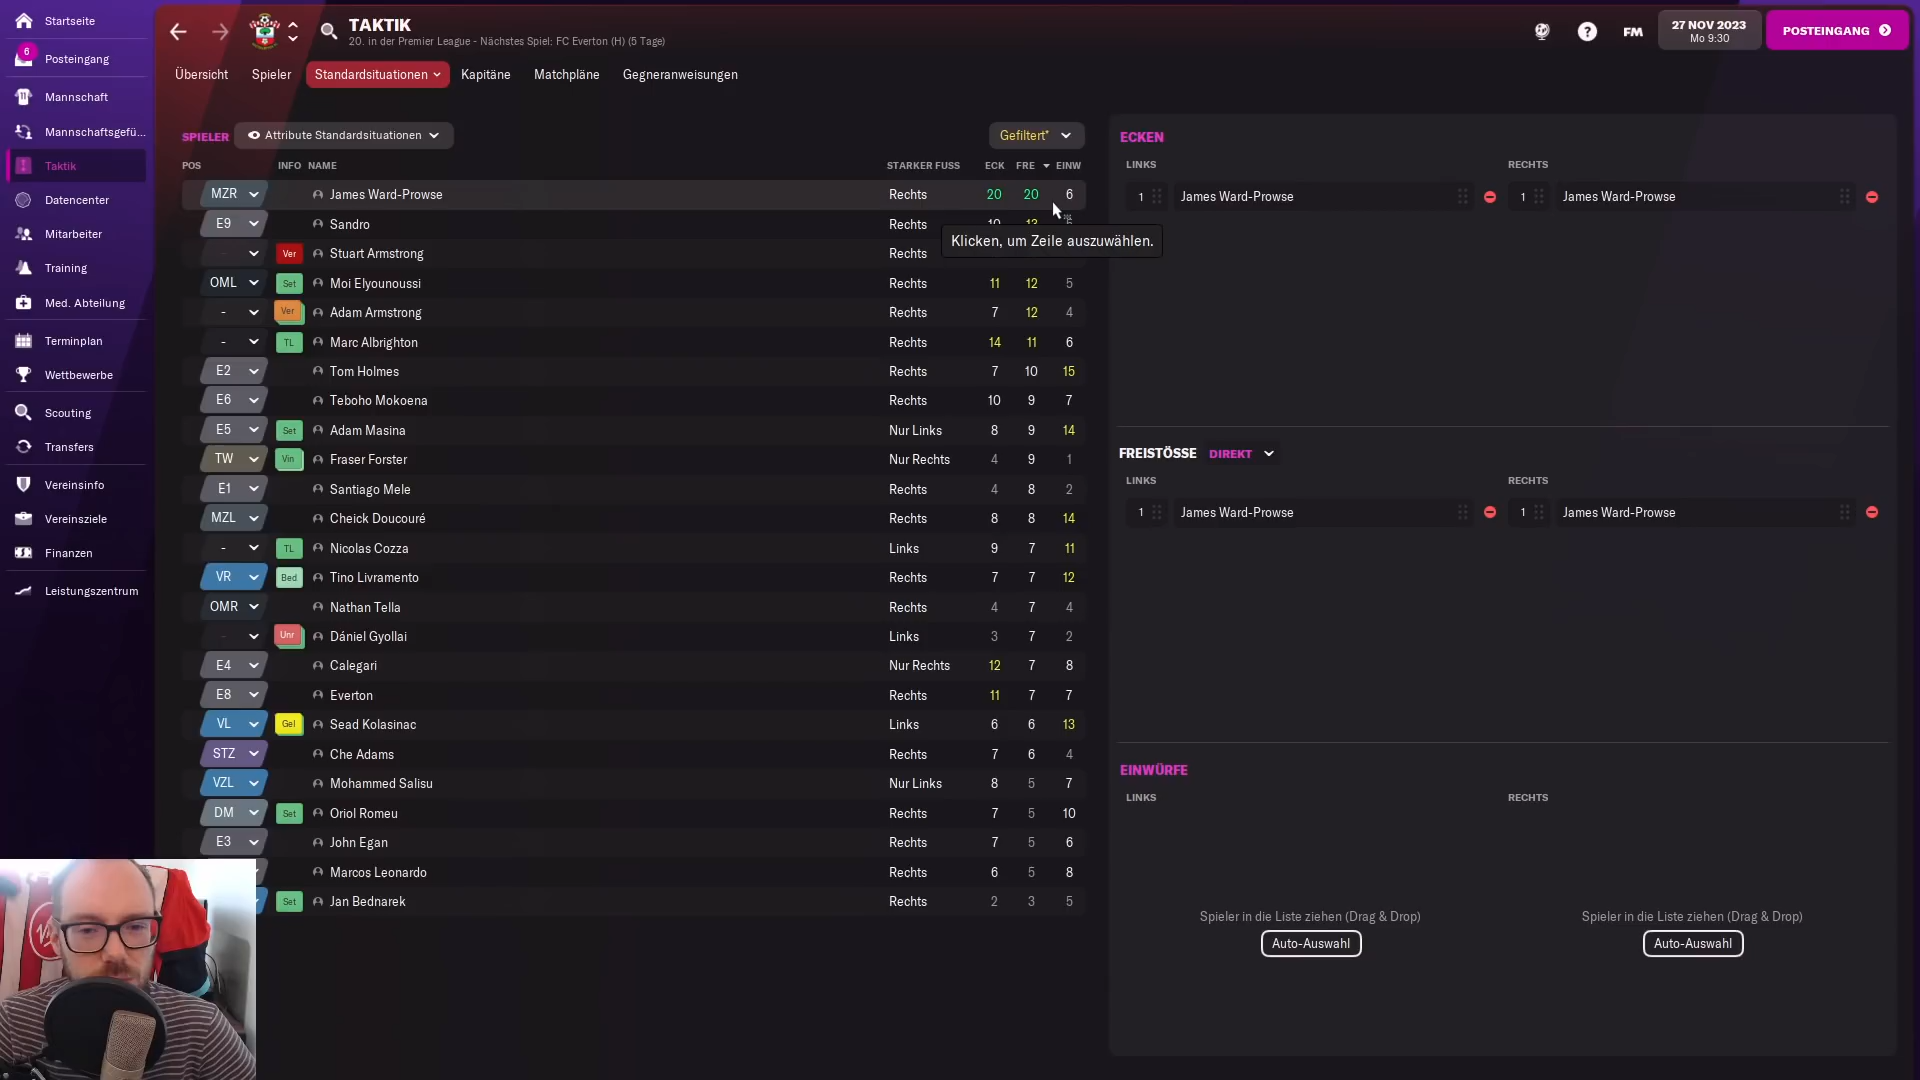 Startseite
6
Posteingang
Mannschaft
Mannschaftsgefü...
Taktik
Datencenter
Mitarbeiter
Training
Med. Abteilung
Terminplan
Wettbewerbe
Scouting
Transfers
Vereinsinfo
Vereinsziele
Finanzen
Leistungszentrum
TAKTIK
20. in der Premier League - Nächstes Spiel: FC Everton (H) (5 Tage)
FM
27 NOV 2023
Mo 9:30
POSTEINGANG
Übersicht
Spieler
Standardsituationen
Kapitäne
Matchpläne
Gegneranweisungen
SPIELER
Attribute Standardsituationen
Gefiltert*
POS INFO NAME STARKER FUSS ECK FRE EINW
MZR James Ward-Prowse Rechts 20 20 6
E9 Sandro Rechts
Ver Stuart Armstrong Rechts
Klicken, um Zeile auszuwählen.
OML Set Moi Elyounoussi Rechts 11 12 5
- Ver Adam Armstrong Rechts 7 12 4
- TL Marc Albrighton Rechts 14 11 6
E2 Tom Holmes Rechts 7 10 15
E6 Teboho Mokoena Rechts 10 9 7
E5 Set Adam Masina Nur Links 8 9 14
TW Vin Fraser Forster Nur Rechts 4 9 1
E1 Santiago Mele Rechts 4 8 2
MZL Cheick Doucouré Rechts 8 8 14
- TL Nicolas Cozza Links 9 7 11
VR Bed Tino Livramento Rechts 7 7 12
OMR Nathan Tella Rechts 4 7 4
- Unr Dániel Gyollai Links 3 7 2
E4 Calegari Nur Rechts 12 7 8
E8 Everton Rechts 11 7 7
VL Gel Sead Kolasinac Links 6 6 13
STZ Che Adams Rechts 7 6 4
VZL Mohammed Salisu Nur Links 8 5 7
DM Set Oriol Romeu Rechts 7 5 10
E3 John Egan Rechts 7 5 6
Marcos Leonardo Rechts 6 5 8
Set Jan Bednarek Rechts 2 3 5
ECKEN
LINKS
RECHTS
1 James Ward-Prowse
1 James Ward-Prowse
FREISTÖSSE DIREKT
LINKS
RECHTS
1 James Ward-Prowse
1 James Ward-Prowse
EINWÜRFE
LINKS
RECHTS
Spieler in die Liste ziehen (Drag & Drop)
Auto-Auswahl
Spieler in die Liste ziehen (Drag & Drop)
Auto-Auswahl